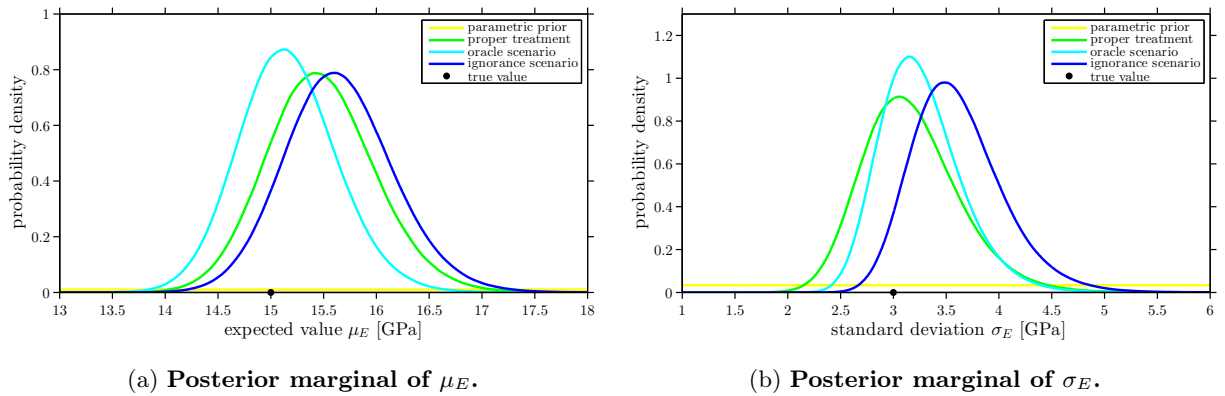 parametric prior
proper treatment
oracle scenario
ignorance scenario
true value
probability density
1
0.8
0.6
0.4
0.2
0
13 13.5 14 14.5 15 15.5 16 16.5 17 17.5 18
expected value μ_E [GPa]
(a) Posterior marginal of μ_E.
parametric prior
proper treatment
oracle scenario
ignorance scenario
true value
probability density
1.2
1
0.8
0.6
0.4
0.2
0
1 1.5 2 2.5 3 3.5 4 4.5 5 5.5 6
standard deviation σ_E [GPa]
(b) Posterior marginal of σ_E.